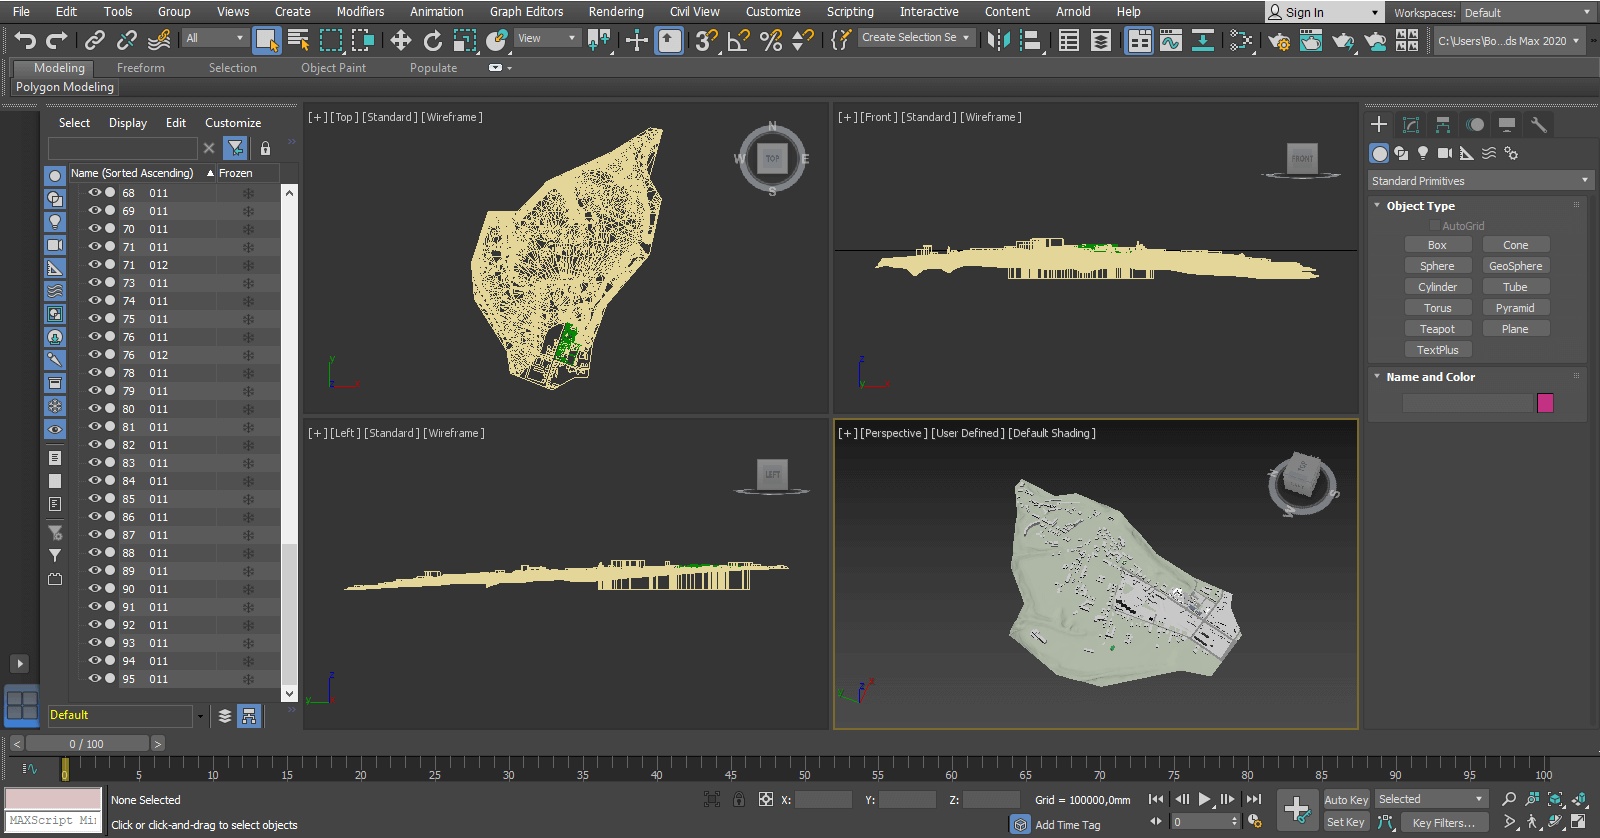 File Edit Tools Group Views Create Modifiers Animation Graph Editors Rendering Civil View Customize Scripting Interactive Content Arnold Help Sign In Workspaces: Default
All View Create Selection Se C:\Users\Bo...ds Max 2020
Modeling Freeform Selection Object Paint Populate
Polygon Modeling
Select Display Edit Customize
Name (Sorted Ascending) Frozen
68 011
69 011
70 011
71 011
71 012
73 011
74 011
75 011
76 011
76 012
78 011
79 011
80 011
81 011
82 011
83 011
84 011
85 011
86 011
87 011
88 011
89 011
90 011
91 011
92 011
93 011
94 011
95 011
Default
[+] [Top] [Standard] [Wireframe]
N
W TOP E
S
y
x
[+] [Front] [Standard] [Wireframe]
FRONT
z
y x
[+] [Left] [Standard] [Wireframe]
LEFT
z
y
[+] [Perspective] [User Defined] [Default Shading]
TOP
N
S
W
z x
y
Standard Primitives
Object Type
AutoGrid
Box Cone
Sphere GeoSphere
Cylinder Tube
Torus Pyramid
Teapot Plane
TextPlus
Name and Color
0 / 100
0 5 10 15 20 25 30 35 40 45 50 55 60 65 70 75 80 85 90 95 100
None Selected X: Y: Z: Grid = 100000,0mm Auto Key Selected
MAXScript Mi
Click or click-and-drag to select objects Add Time Tag 0 Set Key Key Filters...